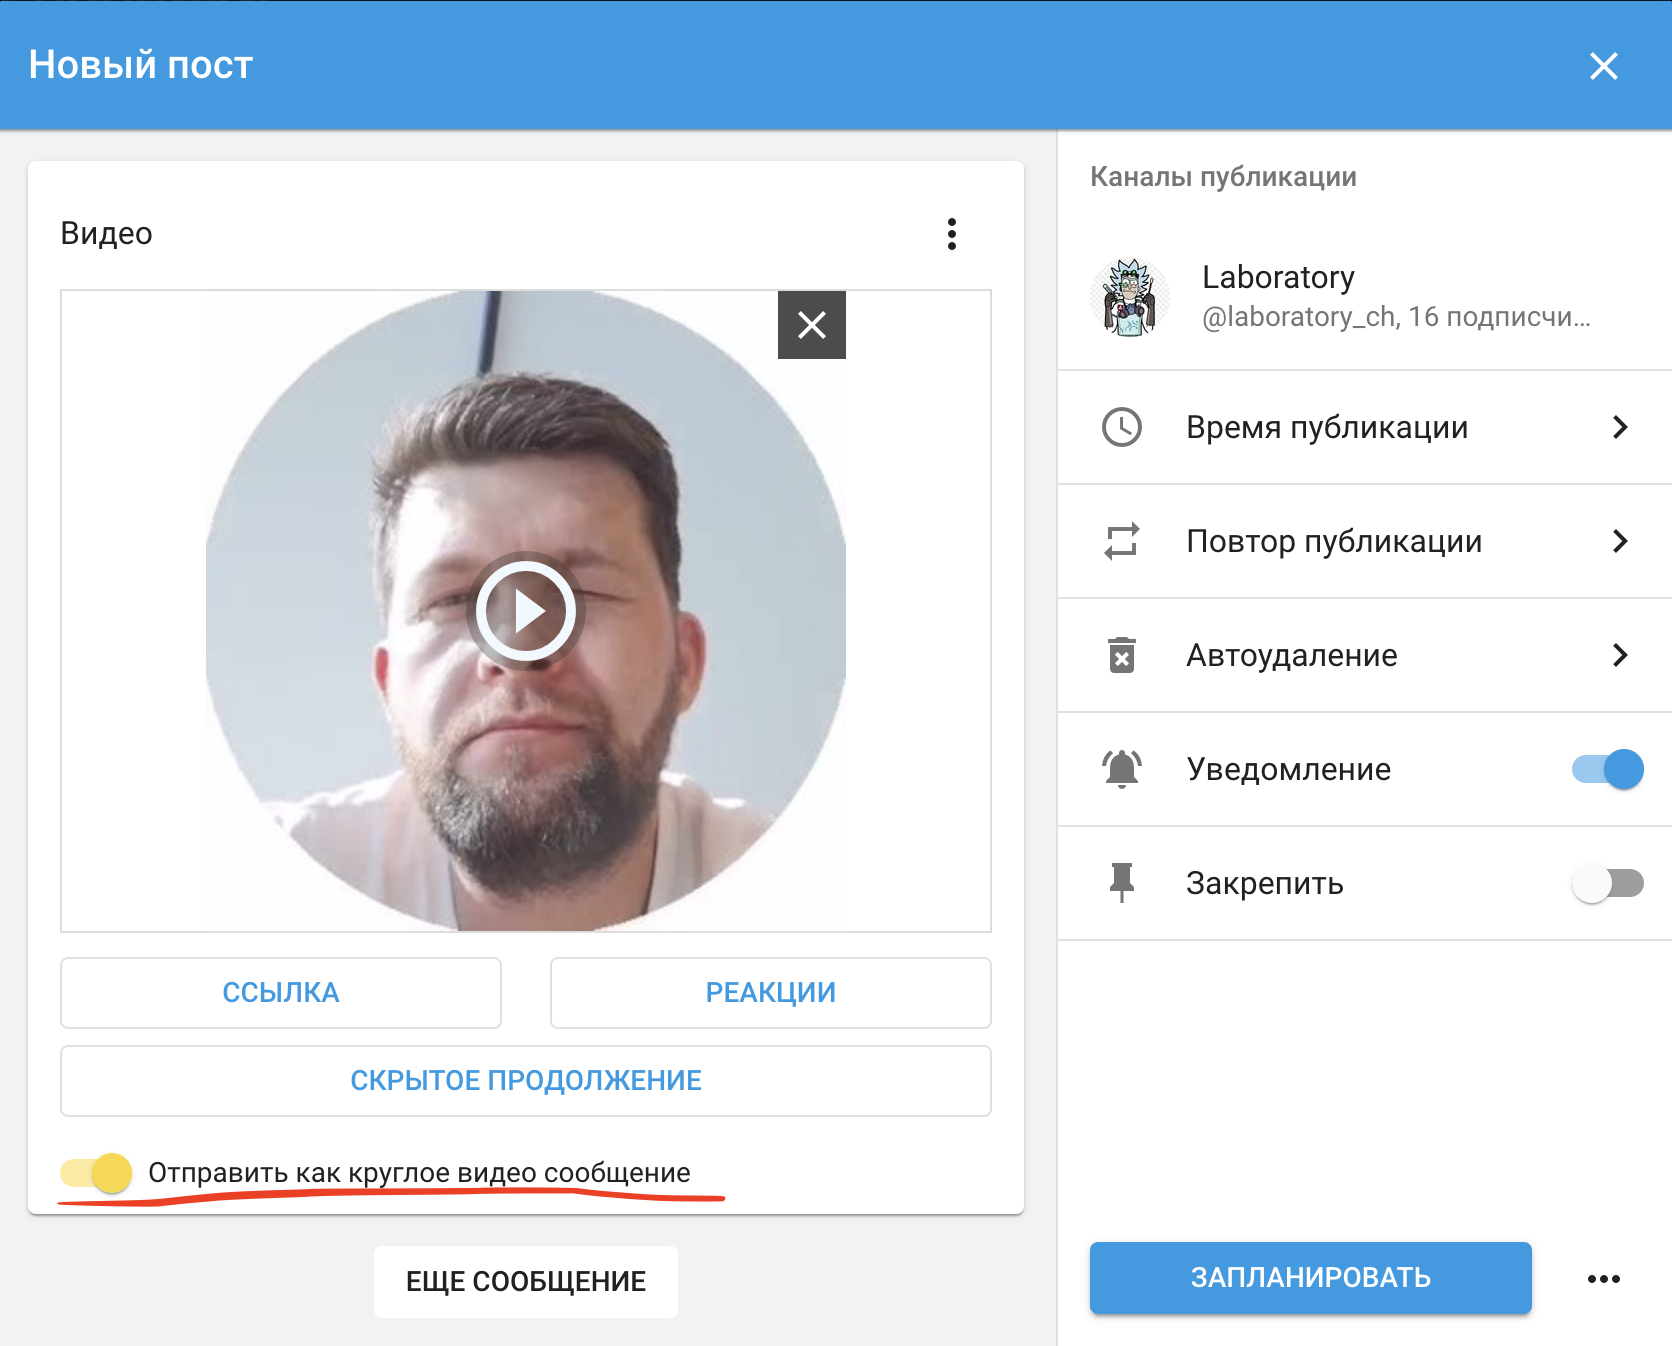 Новый пост
Видео
ССЫЛКА
РЕАКЦИИ
СКРЫТОЕ ПРОДОЛЖЕНИЕ
Отправить как круглое видео сообщение
ЕЩЕ СООБЩЕНИЕ
Каналы публикации
Laboratory
@laboratory_ch, 16 подписчи...
Время публикации
Повтор публикации
Автоудаление
Уведомление
Закрепить
ЗАПЛАНИРОВАТЬ